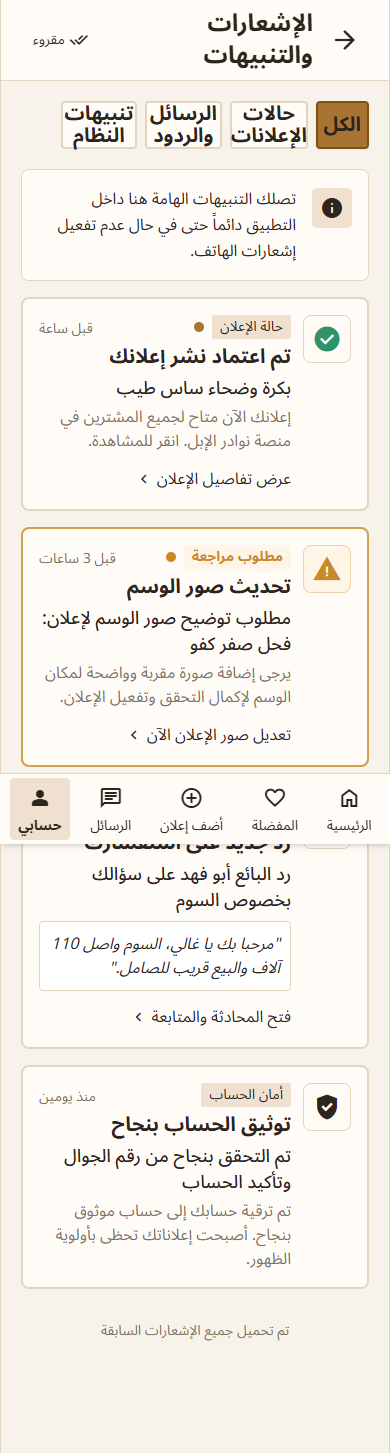 الإشعارات
والتنبيهات
مقروء
الكل
حالات
الإعلانات
الرسائل
والردود
تنبيهات
النظام
تصلك التنبيهات الهامة هنا داخل
التطبيق دائماً حتى في حال عدم تفعيل
إشعارات الهاتف.
حالة الإعلان
قبل ساعة
تم اعتماد نشر إعلانك
بكرة وضحاء ساس طيب
إعلانك الآن متاح لجميع المشترين في
منصة نوادر الإبل. انقر للمشاهدة.
عرض تفاصيل الإعلان
مطلوب مراجعة
قبل 3 ساعات
تحديث صور الوسم
مطلوب توضيح صور الوسم لإعلان:
فحل صفر كفو
يرجى إضافة صورة مقربة وواضحة لمكان
الوسم لإكمال التحقق وتفعيل الإعلان.
تعديل صور الإعلان الآن
الرئيسية
المفضلة
أضف إعلان
الرسائل
حسابي
رد جديد على استفسارك
رد البائع أبو فهد على سؤالك
بخصوص السوم
"مرحبا بك يا غالي، السوم واصل 110
آلاف والبيع قريب للصامل."
فتح المحادثة والمتابعة
أمان الحساب
منذ يومين
توثيق الحساب بنجاح
تم التحقق بنجاح من رقم الجوال
وتأكيد الحساب
تم ترقية حسابك إلى حساب موثوق
بنجاح. أصبحت إعلاناتك تحظى بأولوية
الظهور.
تم تحميل جميع الإشعارات السابقة